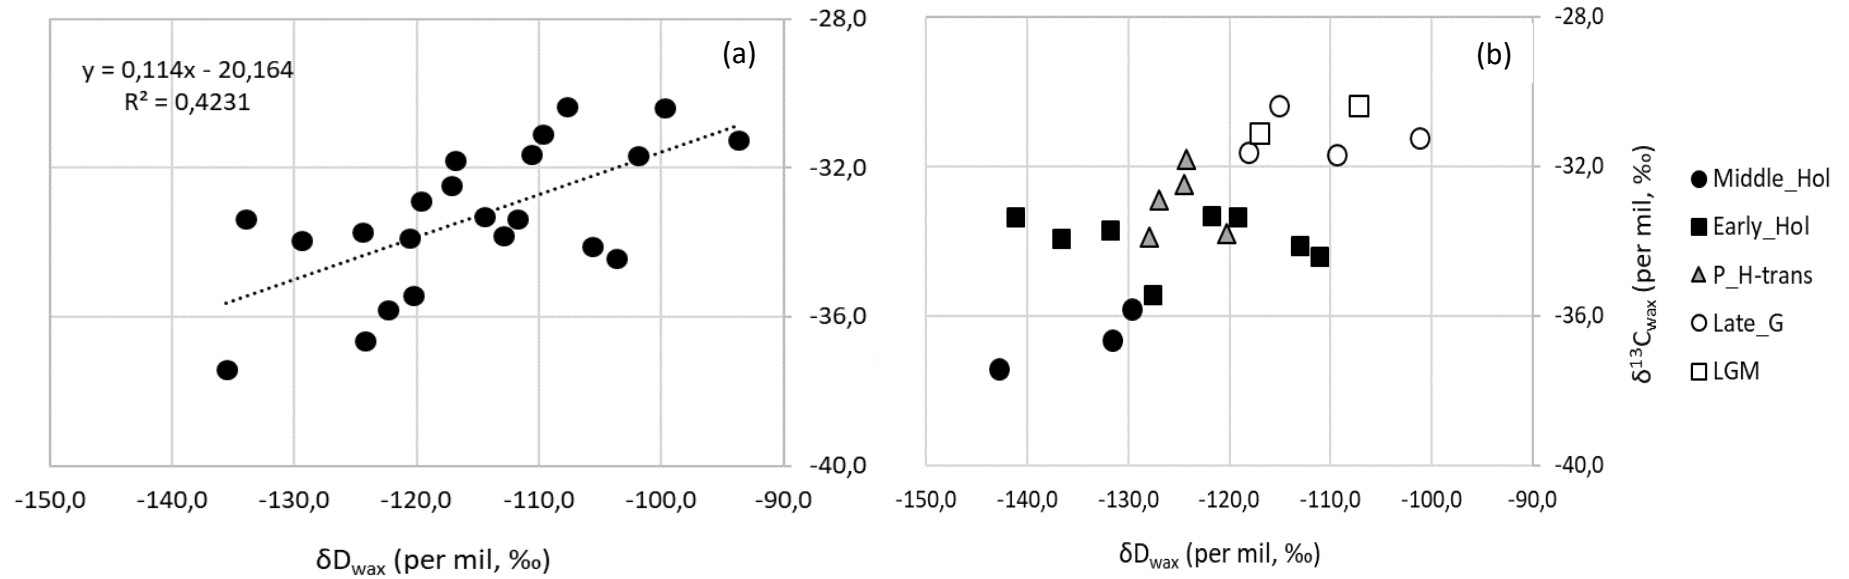 (a)
y = 0,114x - 20,164
R² = 0,4231
-28,0
-32,0
-36,0
-40,0
-150,0 -140,0 -130,0 -120,0 -110,0 -100,0 -90,0
δDwax (per mil, ‰)
(b)
-28,0
-32,0
-36,0
-40,0
-150,0 -140,0 -130,0 -120,0 -110,0 -100,0 -90,0
δDwax (per mil, ‰)
δ¹³Cwax (per mil, ‰)
Middle_Hol
Early_Hol
P_H-trans
Late_G
LGM